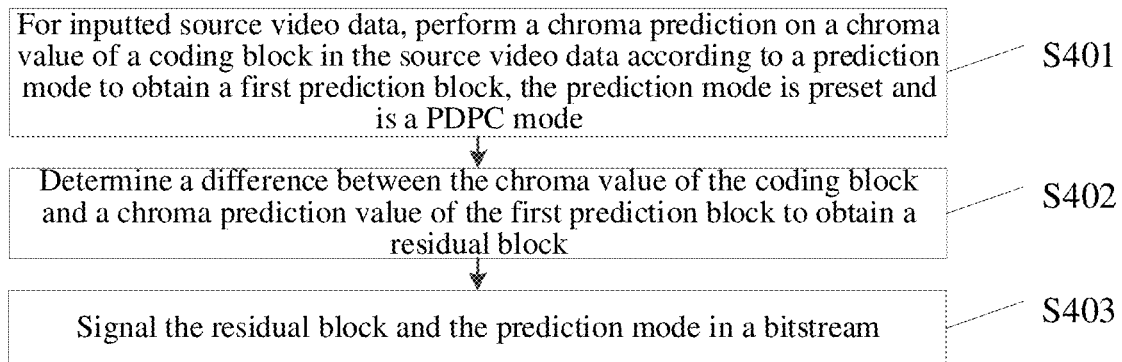 For inputted source video data, perform a chroma prediction on a chroma
value of a coding block in the source video data according to a prediction
mode to obtain a first prediction block, the prediction mode is preset and
is a PDPC mode
S401
Determine a difference between the chroma value of the coding block
and a chroma prediction value of the first prediction block to obtain a
residual block
S402
Signal the residual block and the prediction mode in a bitstream
S403